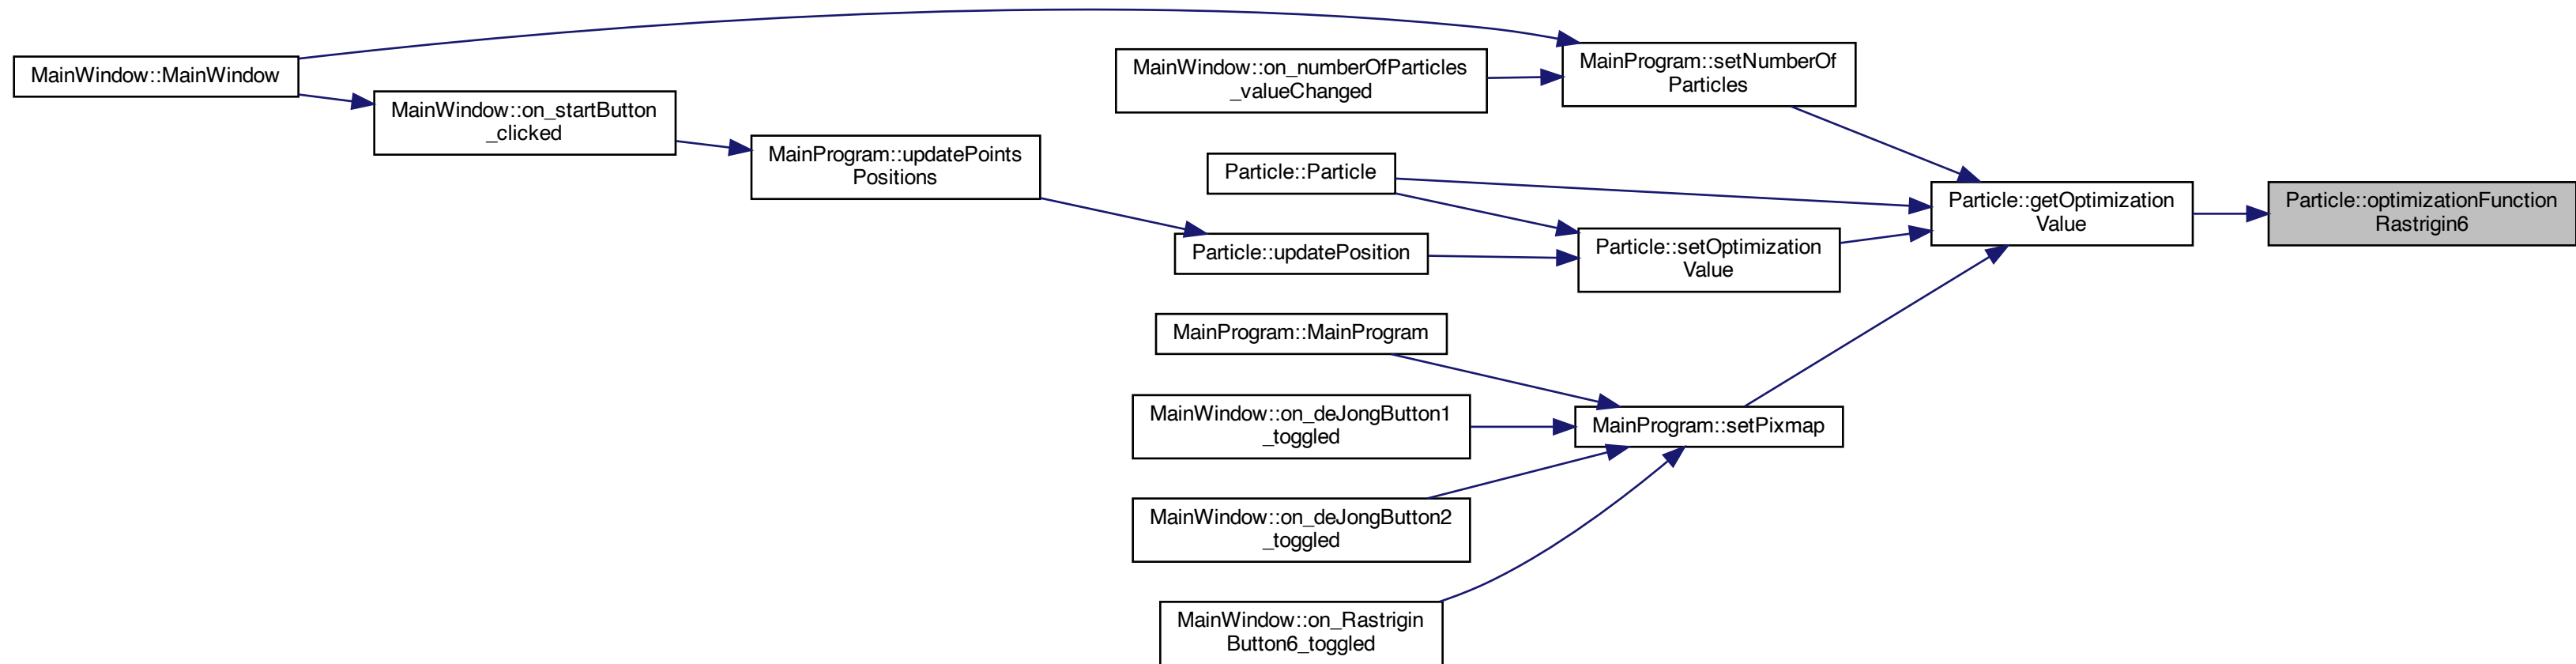 MainWindow::MainWindow
MainWindow::on_startButton
_clicked
MainProgram::updatePoints
Positions
MainWindow::on_numberOfParticles
_valueChanged
Particle::Particle
Particle::updatePosition
MainProgram::MainProgram
MainWindow::on_deJongButton1
_toggled
MainWindow::on_deJongButton2
_toggled
MainWindow::on_Rastrigin
Button6_toggled
MainProgram::setNumberOf
Particles
Particle::setOptimization
Value
MainProgram::setPixmap
Particle::getOptimization
Value
Particle::optimizationFunction
Rastrigin6